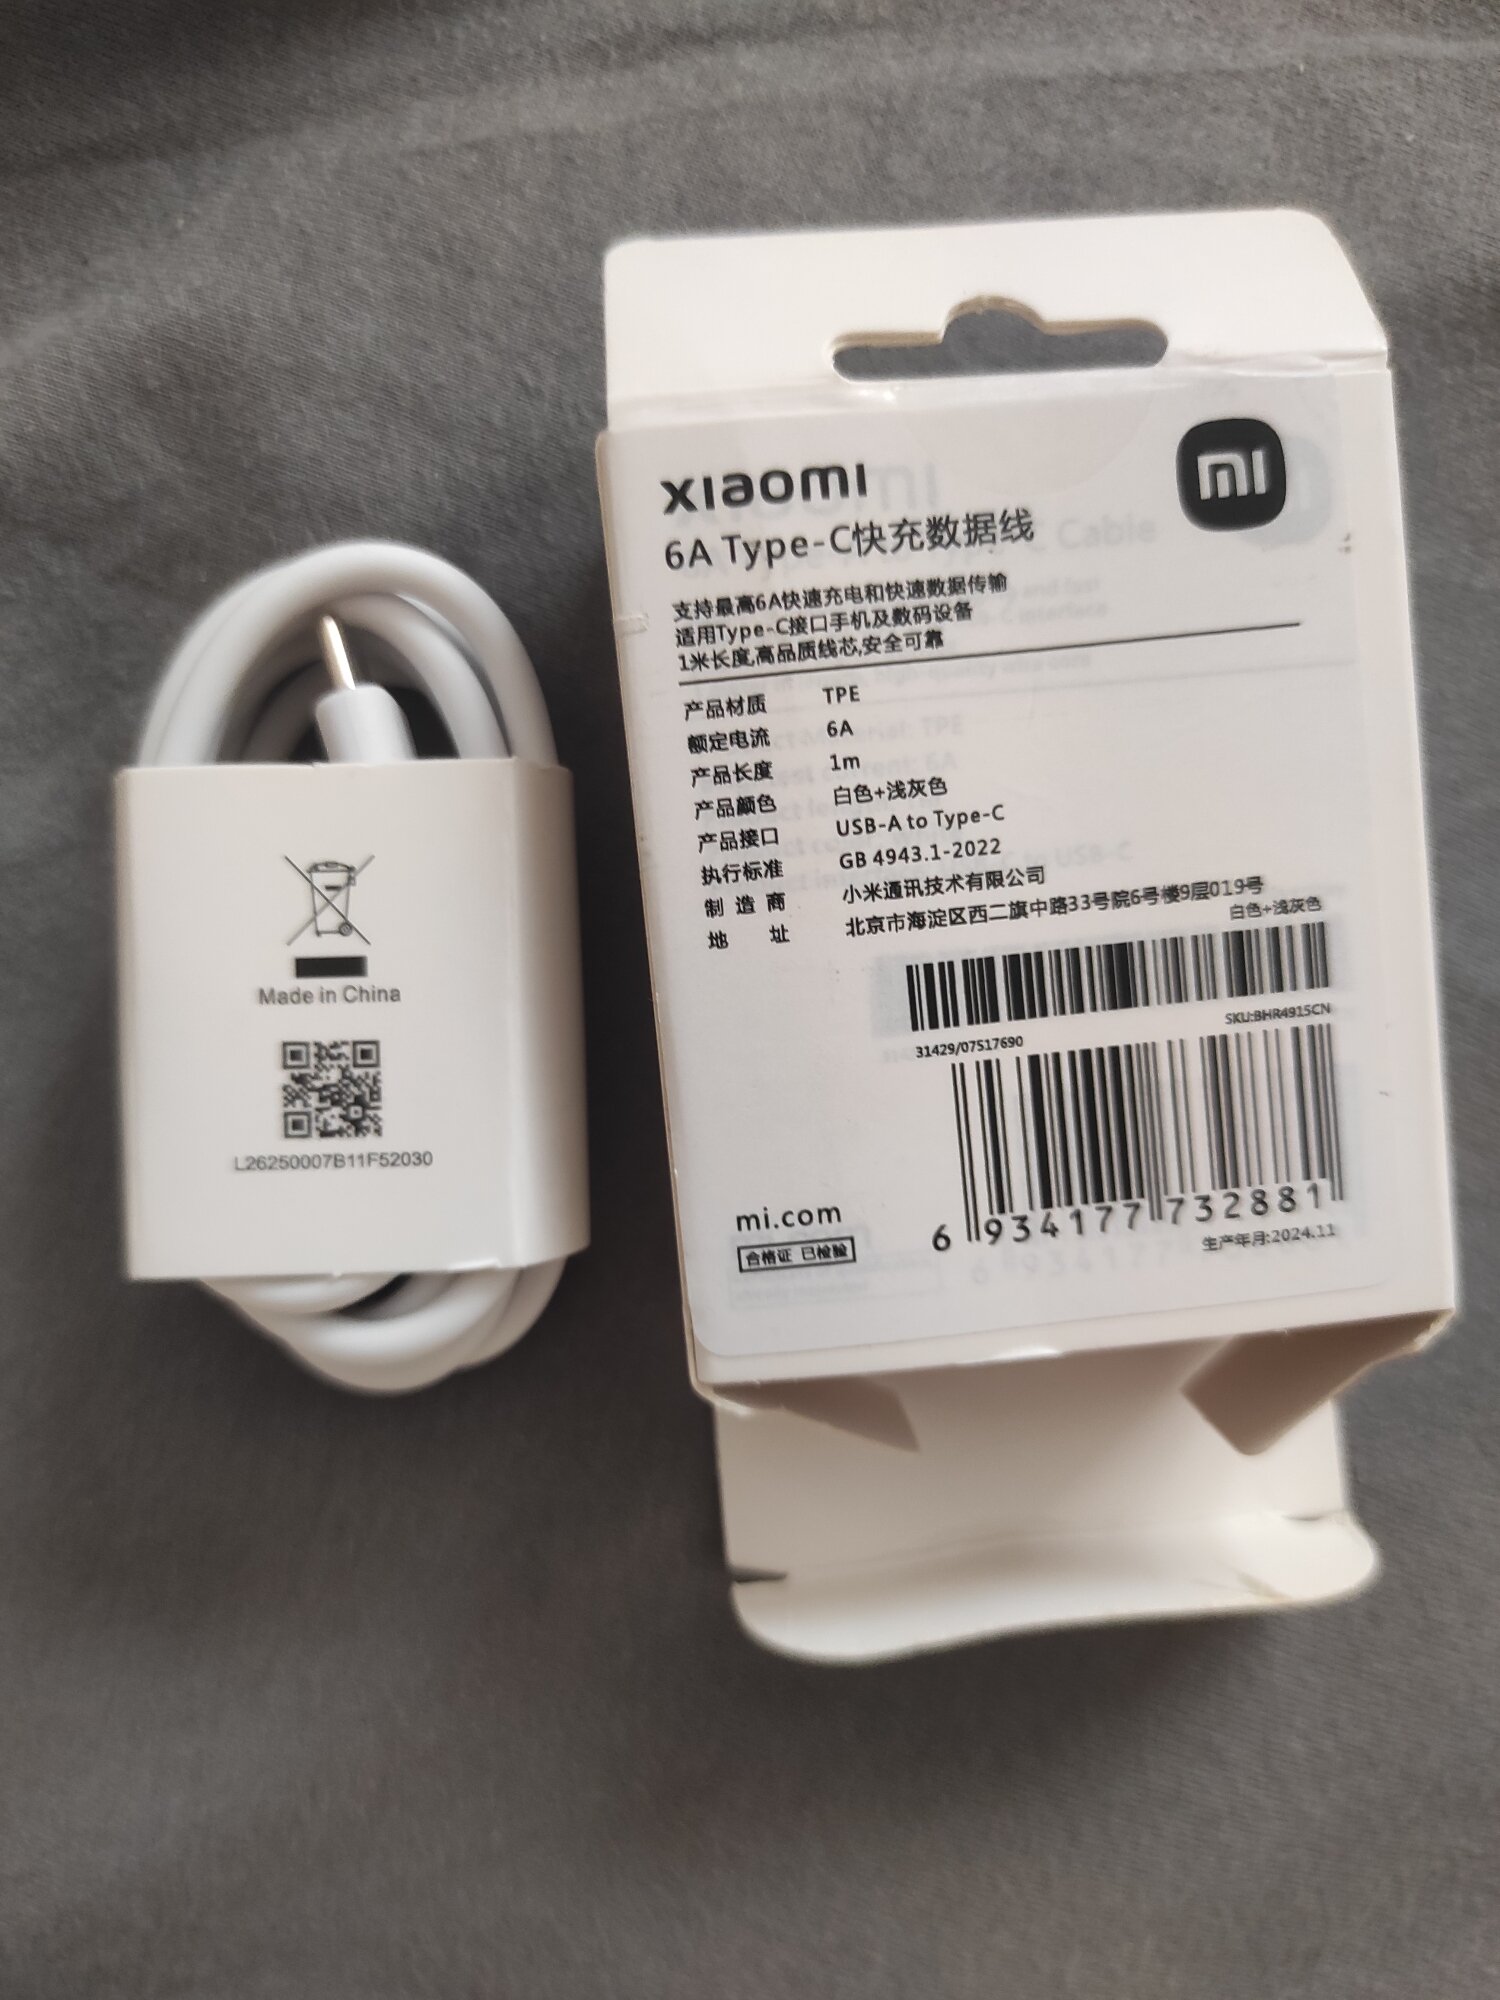 Made in China
L26250007B11F52030
xiaomi
mi
6A Type-C快充数据线
支持最高6A快速充电和快速数据传输
适用Type-C接口手机及数码设备
1米长度,高品质线芯,安全可靠
产品材质 TPE
额定电流 6A
产品长度 1m
产品颜色 白色+浅灰色
产品接口 USB-A to Type-C
执行标准 GB 4943.1-2022
制造商 小米通讯技术有限公司
地址 北京市海淀区西二旗中路33号院6号楼9层019号
白色+浅灰色
31429/07517690
SKU:BHR4915CN
6 934177 732881
生产年月:2024.11
mi.com
合格证 已检验